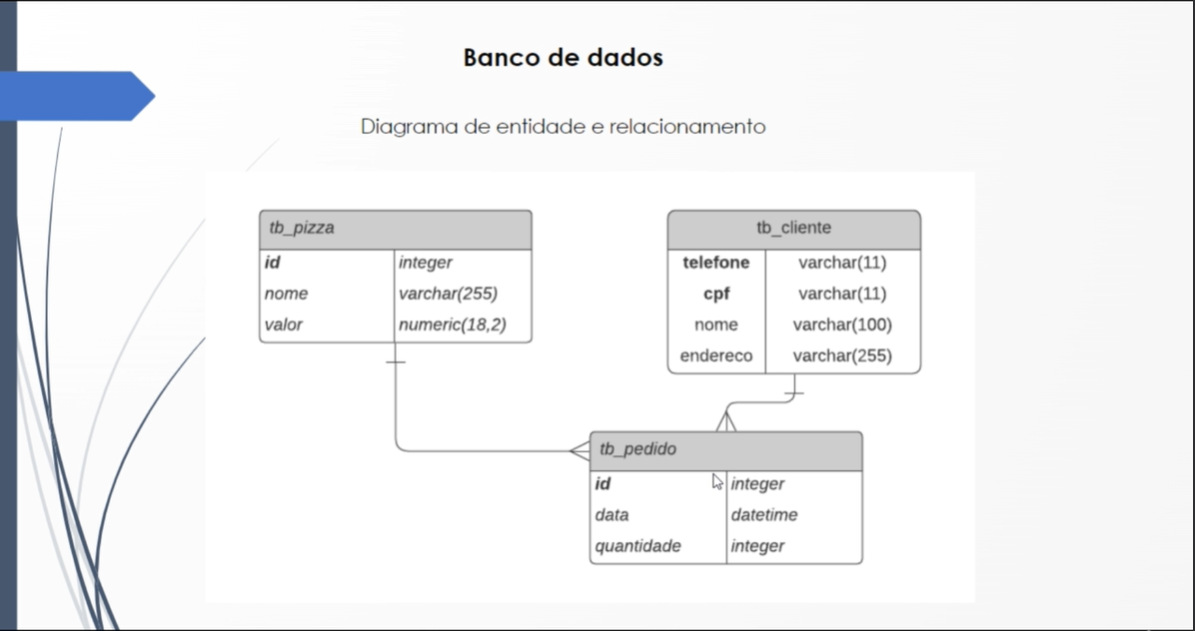 Banco de dados
Diagrama de entidade e relacionamento
tb_pizza
id integer
nome varchar(255)
valor numeric(18,2)
tb_cliente
telefone varchar(11)
cpf varchar(11)
nome varchar(100)
endereco varchar(255)
tb_pedido
id integer
data datetime
quantidade integer